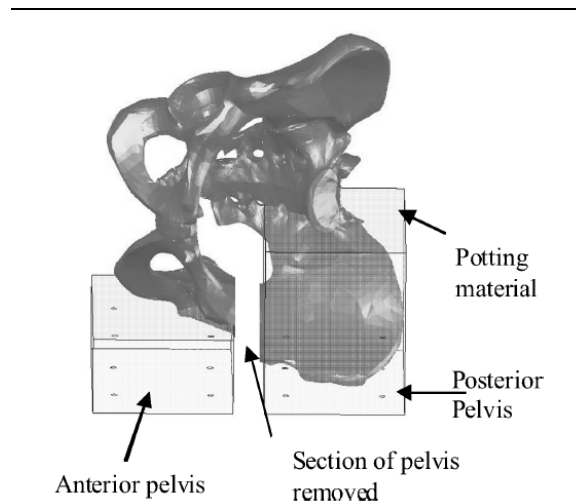 Potting
material
Posterior
Pelvis
Section of pelvis
removed
Anterior pelvis